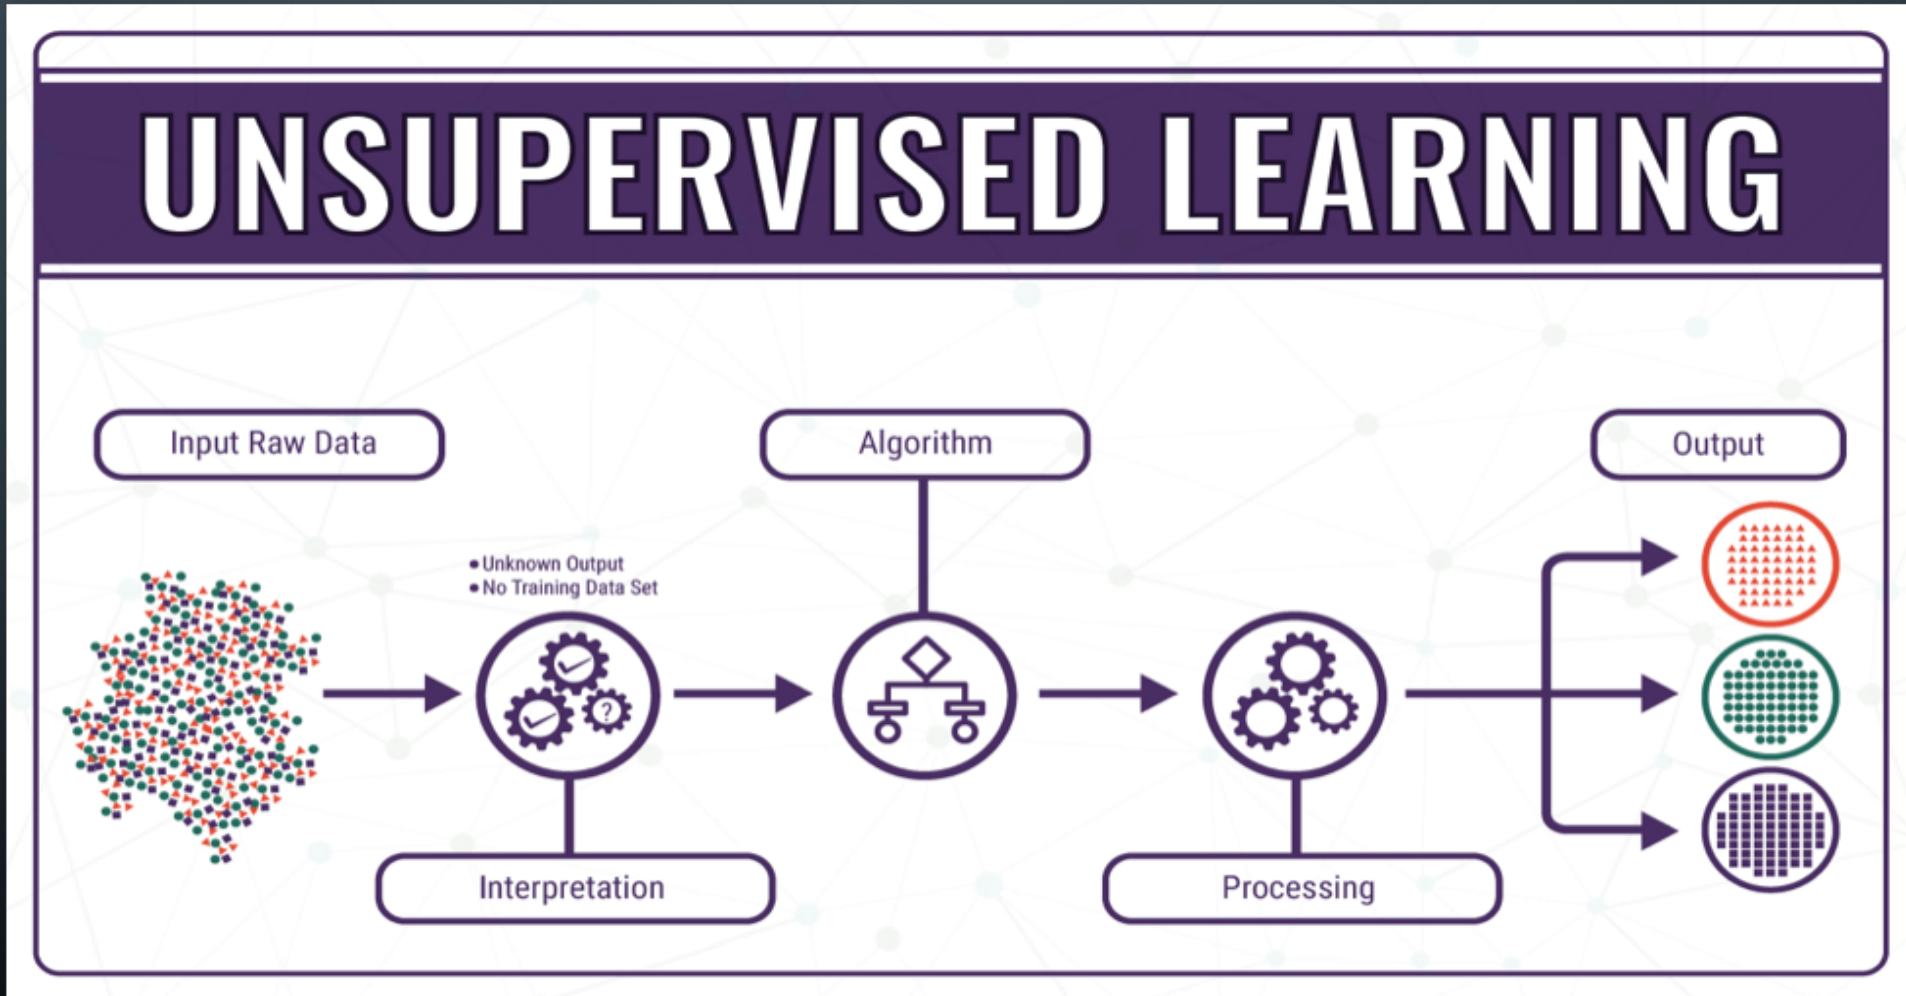 UNSUPERVISED LEARNING
Input Raw Data
Algorithm
Output
• Unknown Output
• No Training Data Set
?
Interpretation
Processing